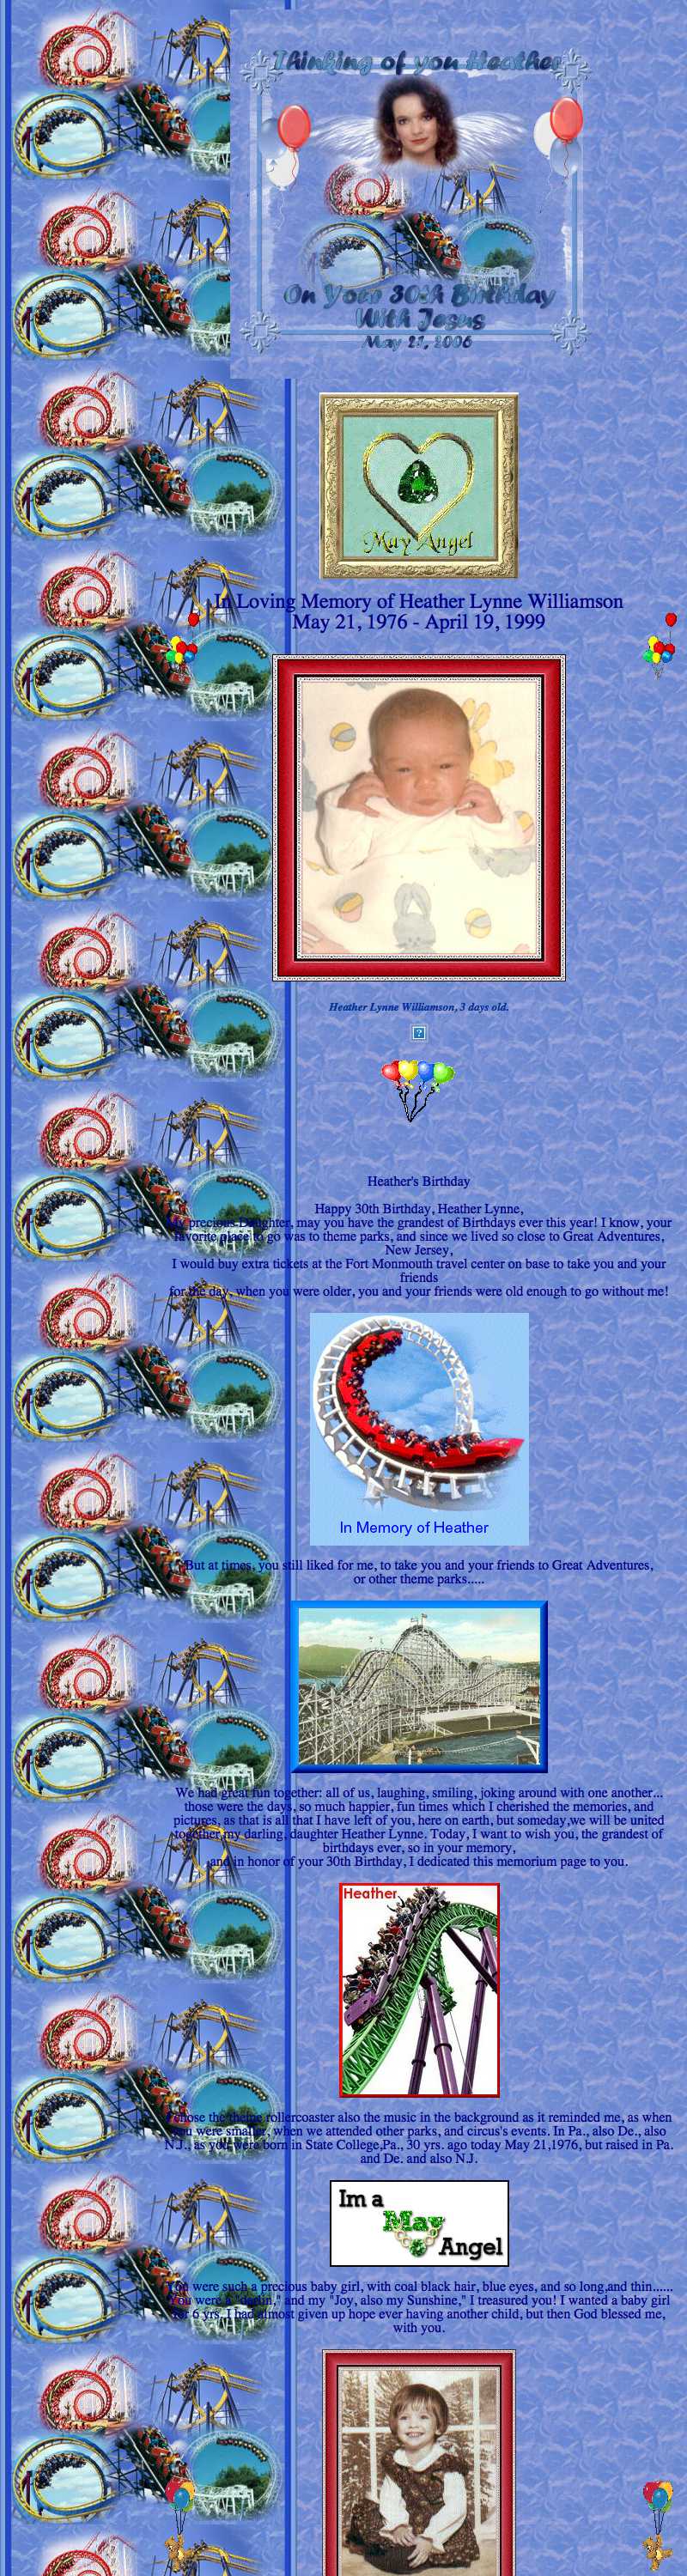 Thinking of you Heather
On Your 30th Birthday
With Jesus
May 21, 2006
May Angel
In Loving Memory of Heather Lynne Williamson
May 21, 1976 - April 19, 1999
Heather Lynne Williamson, 3 days old.
Heather's Birthday
Happy 30th Birthday, Heather Lynne,
My precious Daughter, may you have the grandest of Birthdays ever this year! I know, your
favorite place to go was to theme parks, and since we lived so close to Great Adventures,
New Jersey,
I would buy extra tickets at the Fort Monmouth travel center on base to take you and your
friends
for the day, when you were older, you and your friends were old enough to go without me!
In Memory of Heather
But at times, you still liked for me, to take you and your friends to Great Adventures,
or other theme parks.....
We had great fun together: all of us, laughing, smiling, joking around with one another...
those were the days, so much happier, fun times which I cherished the memories, and
pictures, as that is all that I have left of you, here on earth, but someday,we will be united
together my darling, daughter Heather Lynne. Today, I want to wish you, the grandest of
birthdays ever, so in your memory,
and in honor of your 30th Birthday, I dedicated this memorium page to you.
Heather
I chose the theme rollercoaster also the music in the background as it reminded me, as when
you were smaller, when we attended other parks, and circus's events. In Pa., also De., also
N.J., as you were born in State College,Pa., 30 yrs. ago today May 21,1976, but raised in Pa.
and De. and also N.J.
Im a
May
Angel
You were such a precious baby girl, with coal black hair, blue eyes, and so long,and thin......
You were a "darlin," and my "Joy, also my Sunshine," I treasured you! I wanted a baby girl
for 6 yrs. I had almost given up hope ever having another child, but then God blessed me,
with you.